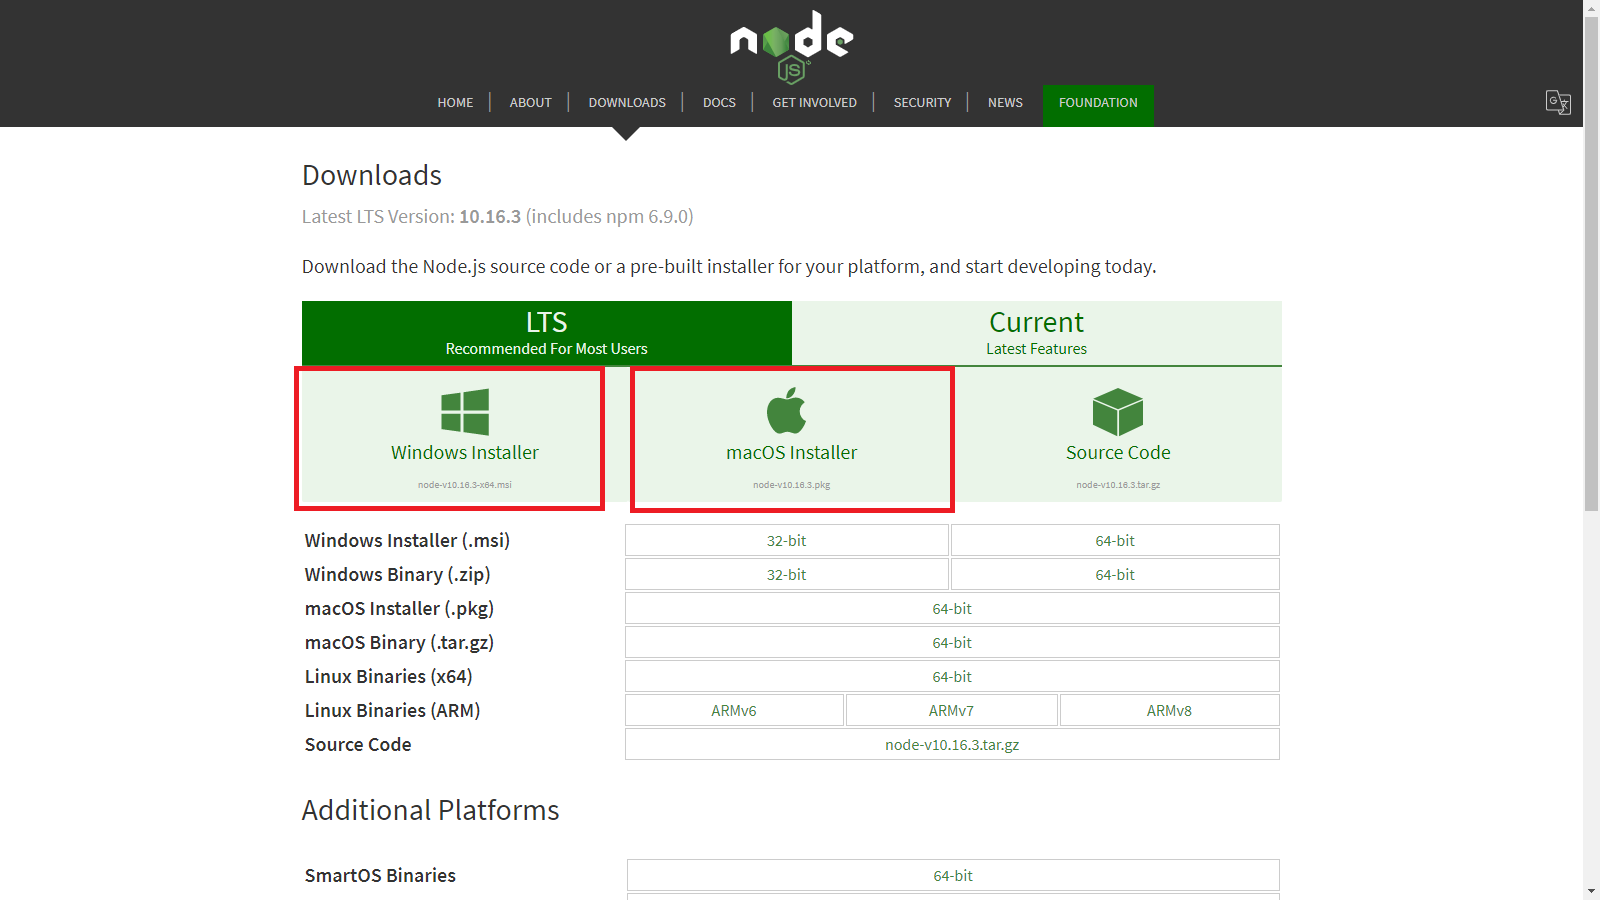 node
JS
HOME
ABOUT
DOWNLOADS
DOCS
GET INVOLVED
SECURITY
NEWS
FOUNDATION
Downloads
Latest LTS Version: 10.16.3 (includes npm 6.9.0)
Download the Node.js source code or a pre-built installer for your platform, and start developing today.
LTS
Recommended For Most Users
Current
Latest Features
Windows Installer
node-v10.16.3-x64.msi
macOS Installer
node-v10.16.3.pkg
Source Code
node-v10.16.3.tar.gz
Windows Installer (.msi) 32-bit 64-bit
Windows Binary (.zip) 32-bit 64-bit
macOS Installer (.pkg) 64-bit
macOS Binary (.tar.gz) 64-bit
Linux Binaries (x64) 64-bit
Linux Binaries (ARM) ARMv6 ARMv7 ARMv8
Source Code node-v10.16.3.tar.gz
Additional Platforms
SmartOS Binaries 64-bit